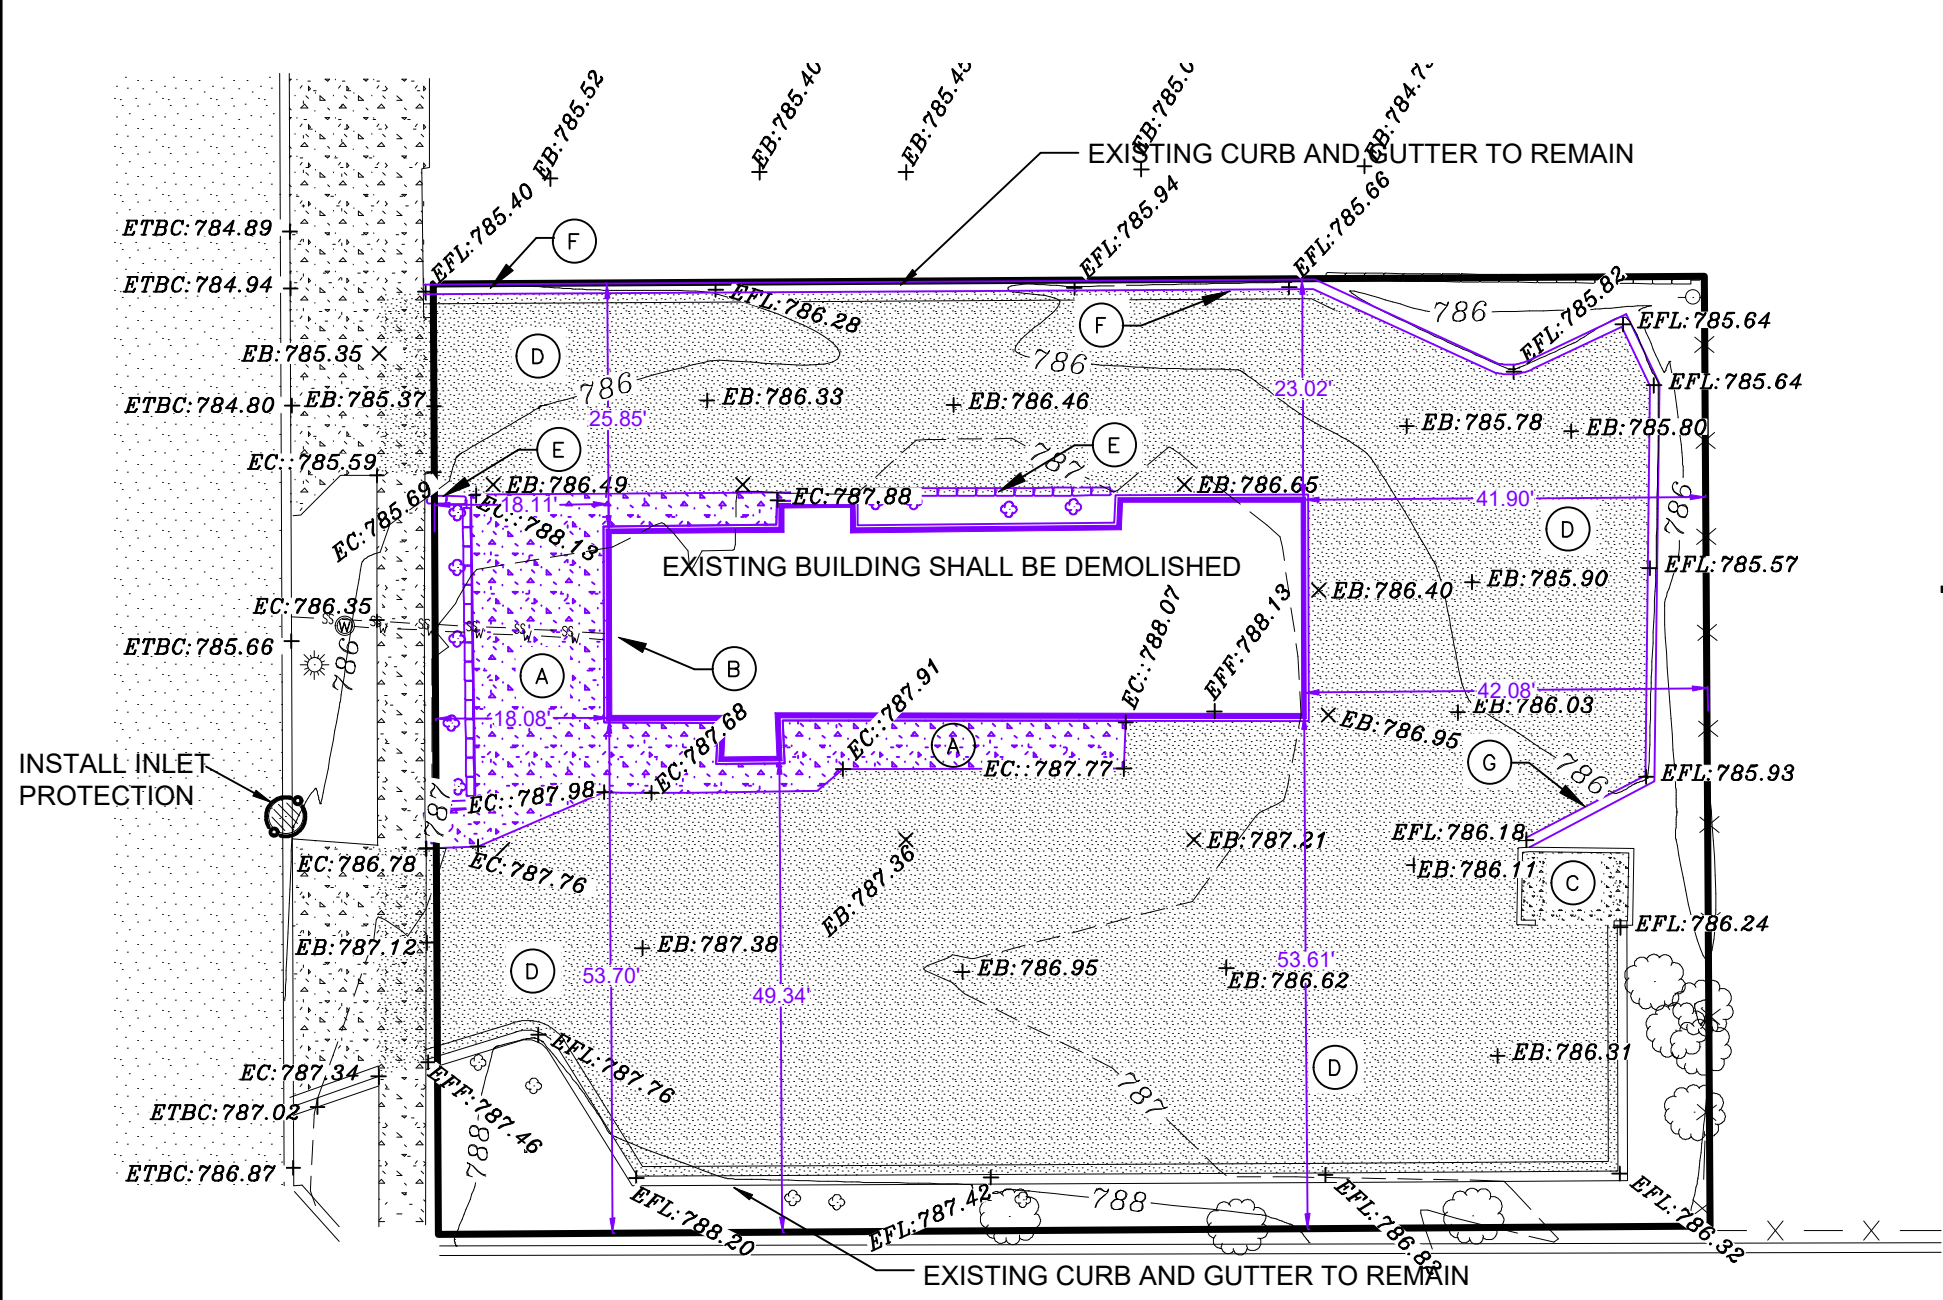 EB:785.52
EB:785.40
EXISTING CURB AND GUTTER TO REMAIN
EFL:785.40
EFL:785.94
EFL:785.66
ETBC:784.89
F
ETBC:784.94
EFL:786.28
EFL:785.82
786
EFL:785.64
F
D
EB:785.35
786
786
EFL:785.64
23.02'
ETBC:784.80
EB:785.37
25.85'
EB:786.33
EB:786.46
EB:785.78
EB:785.80
E
E
787
EC::785.59
EB:786.49
EC:787.88
EB:786.65
41.90'
EC:785.69
18.11'
EC::788.13
786
D
EXISTING BUILDING SHALL BE DEMOLISHED
EFL:785.57
EB:786.40
EB:785.90
EC:786.35
SS
W
SS
W
SS
W
SS
W
SS
W
W
ETBC:785.66
786
A
B
EC::788.07
EFF:788.13
42.08'
18.08'
EC:787.68
EC:787.91
EB:786.95
EB:786.03
A
G
INSTALL INLET
PROTECTION
EC::787.77
786
EFL:785.93
787
EC::787.98
EFL:786.18
EC:786.78
EC:787.76
EB:787.36
EB:787.21
EB:786.11
C
EFL:786.24
EB:787.12
EB:787.38
D
53.70'
49.34'
EB:786.95
53.61'
EB:786.62
EFL:787.76
EB:786.31
D
EC:787.34
EFF:787.46
ETBC:787.02
787
788
ETBC:786.87
EFL:788.20
EFL:787.42
788
EFL:786.82
EFL:786.32
EXISTING CURB AND GUTTER TO REMAIN